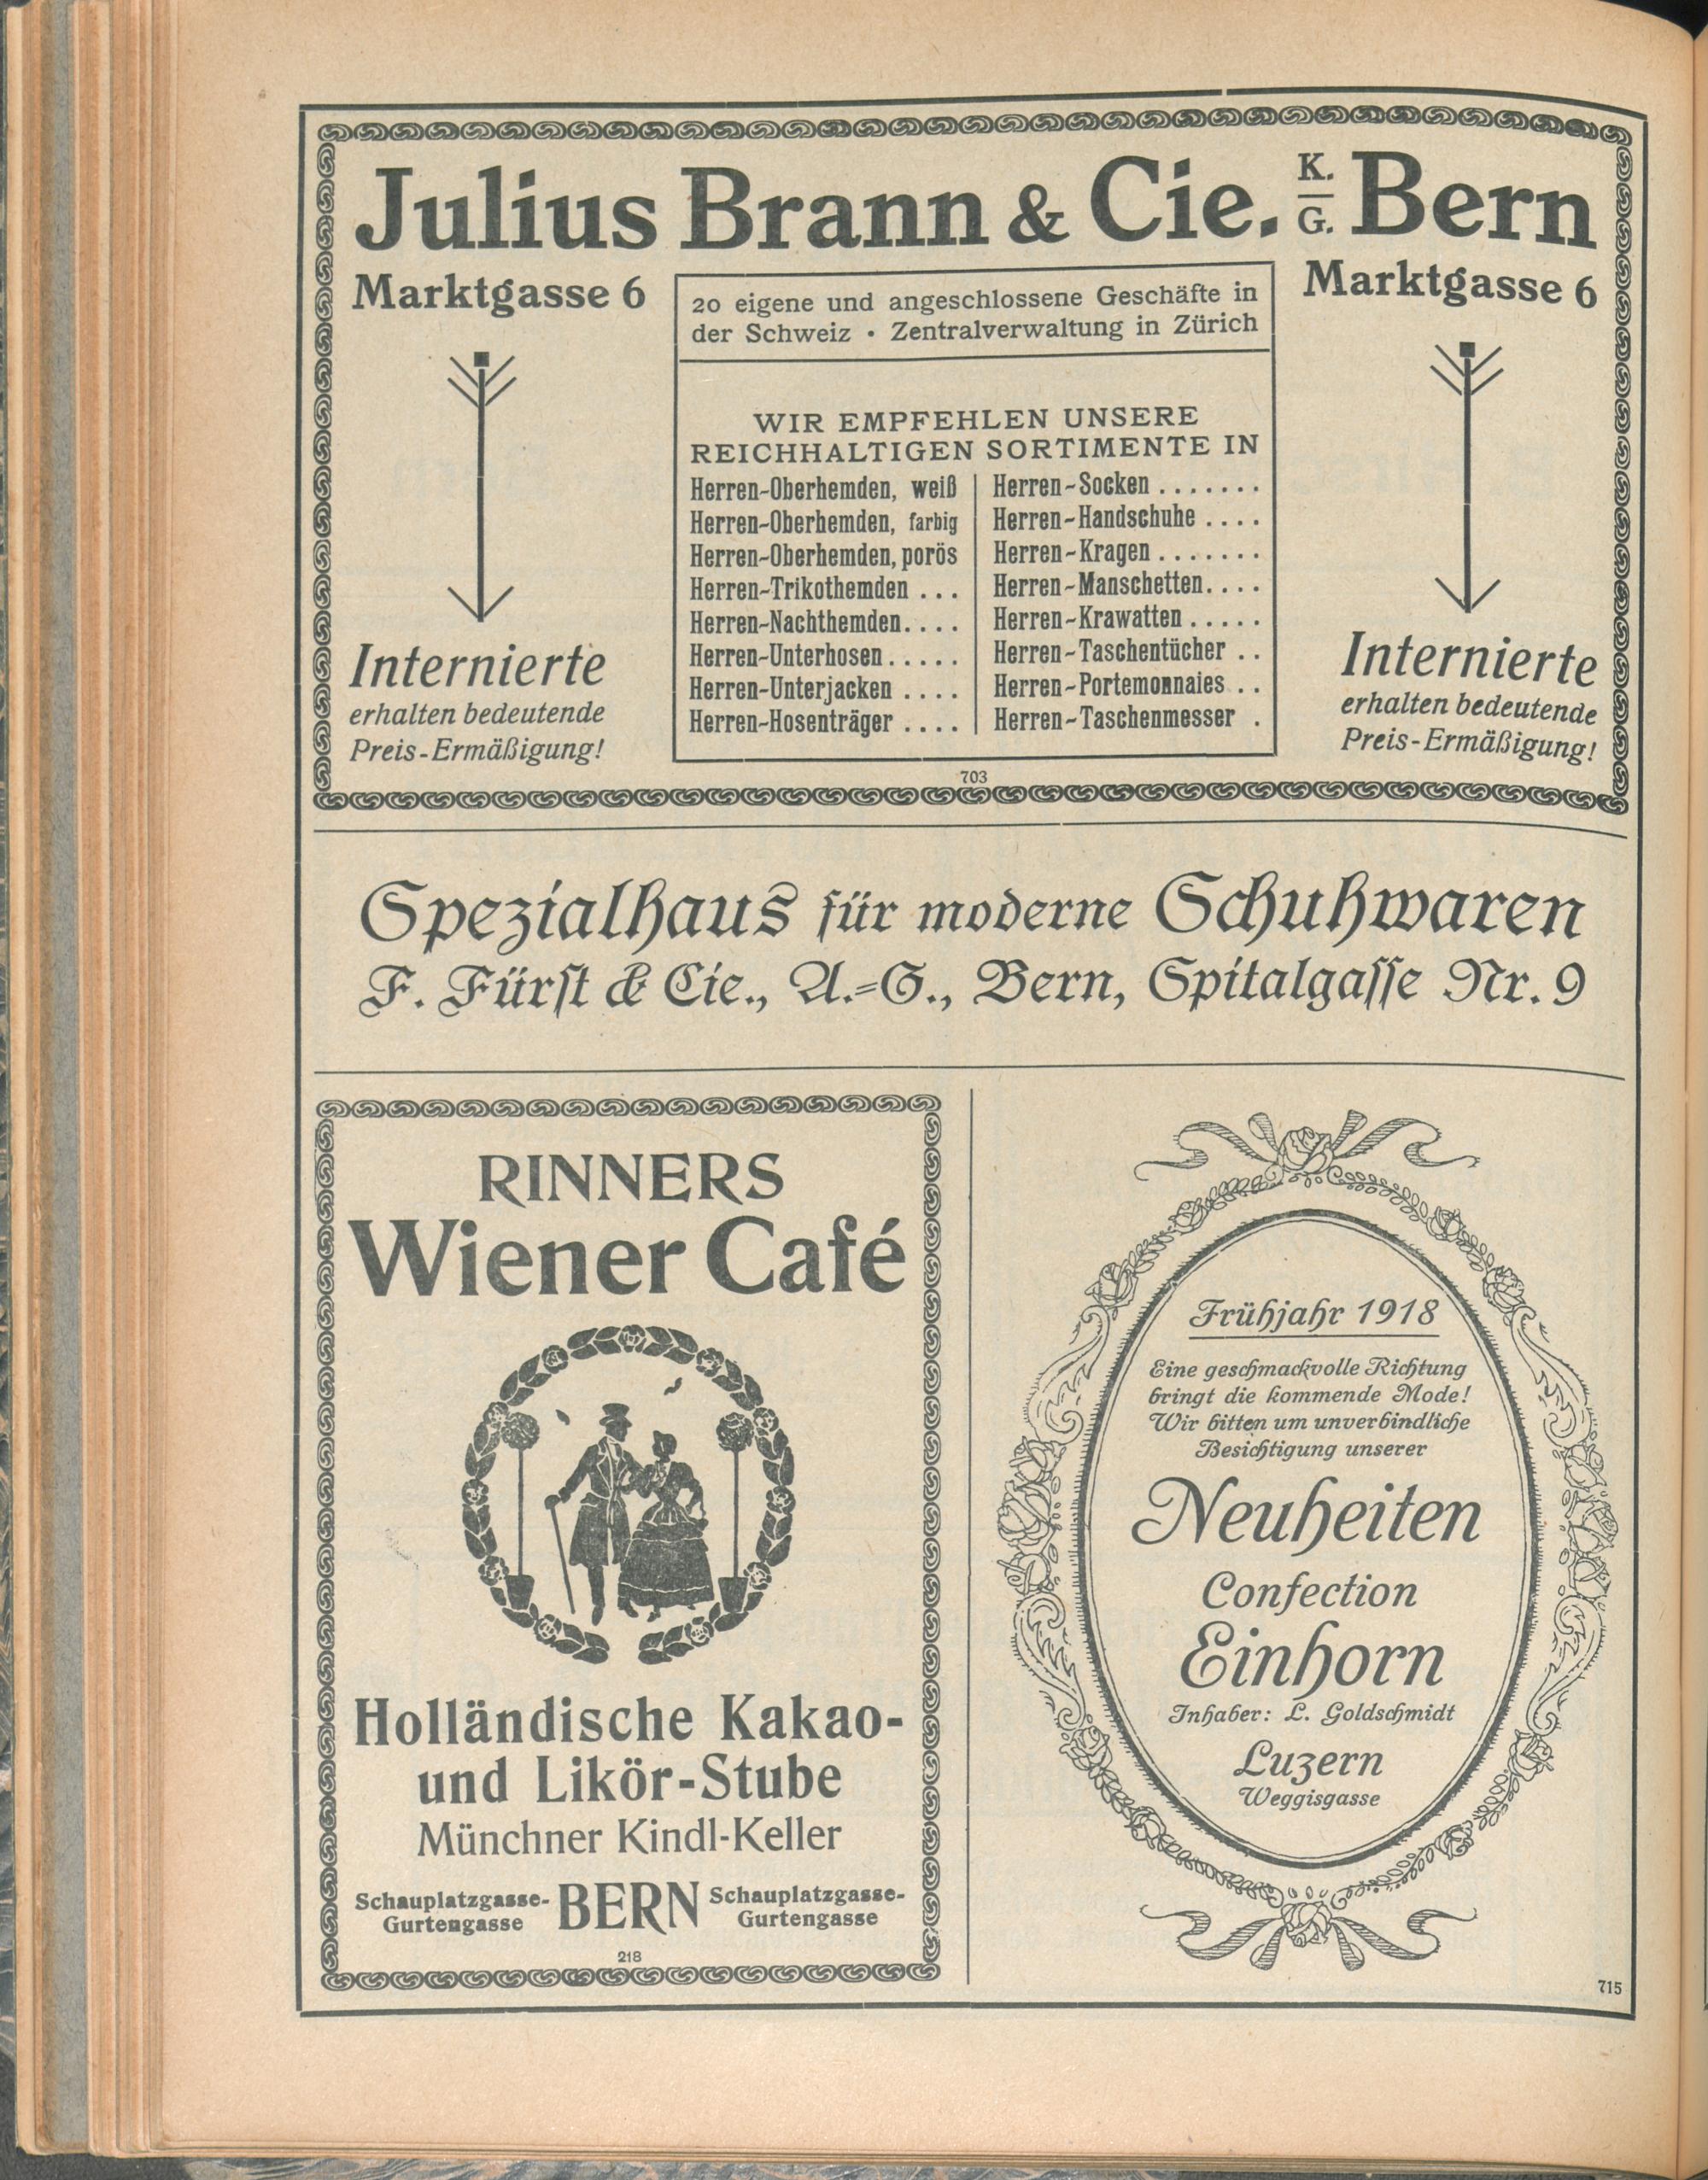 Julius Brann & Cie. K. G. Bern
Marktgasse 6
Internierte
erhalten bedeutende
Preis-Ermäßigung!
20 eigene und angeschlossene Geschäfte in
der Schweiz • Zentralverwaltung in Zürich
WIR EMPFEHLEN UNSERE
REICHHALTIGEN SORTIMENTE IN
Herren-Oberhemden, weiß
Herren-Oberhemden, farbig
Herren-Oberhemden, porös
Herren-Trikothemden ...
Herren-Nachthemden....
Herren-Unterhosen.....
Herren-Unterjacken ....
Herren-Hosenträger ....
Herren-Socken .......
Herren-Handschuhe ....
Herren-Kragen .......
Herren-Manschetten....
Herren-Krawatten .....
Herren-Taschentücher ..
Herren-Portemonnaies ..
Herren-Taschenmesser .
Marktgasse 6
Internierte
erhalten bedeutende
Preis-Ermäßigung!
703
Spezialhaus für moderne Schuhwaren
F. Fürst & Cie., A.-G., Bern, Spitalgasse Nr. 9
RINNERS
Wiener Café
Holländische Kakao-
und Likör-Stube
Münchner Kindl-Keller
Schauplatzgasse-
Gurtengasse
BERN
Schauplatzgasse-
Gurtengasse
218
Frühjahr 1918
Eine geschmackvolle Richtung
bringt die kommende Mode!
Wir bitten um unverbindliche
Besichtigung unserer
Neuheiten
Confection
Einhorn
Inhaber: L. Goldschmidt
Luzern
Weggisgasse
715